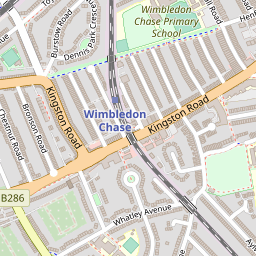 Burstow Road
Dennis Park Cresce
Wimbledon
Chase Primary
School
Kingston Road
Wimbledon
Chase
Kingston Road
Bronson Road
Chestnut Road
B286
Whatley Avenue